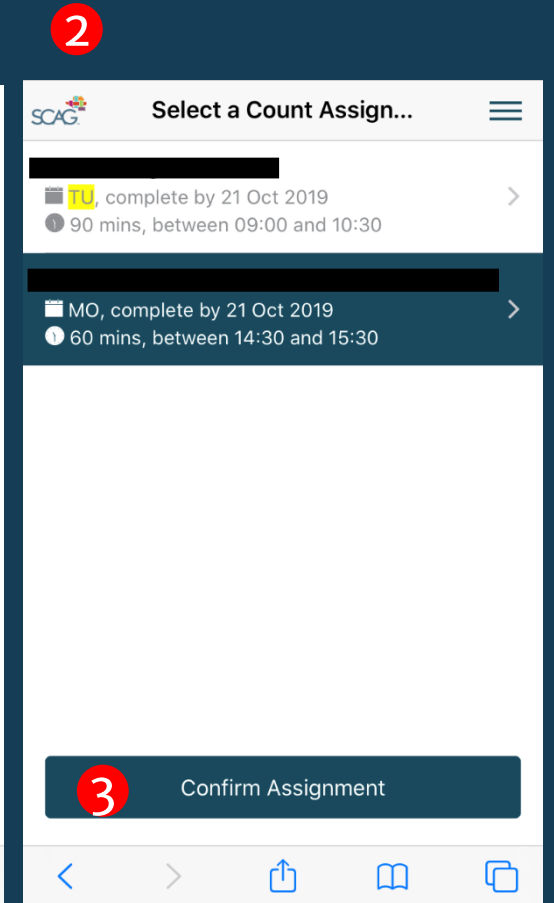 2
SCAG
Select a Count Assign...
TU, complete by 21 Oct 2019
90 mins, between 09:00 and 10:30
MO, complete by 21 Oct 2019
60 mins, between 14:30 and 15:30
3
Confirm Assignment